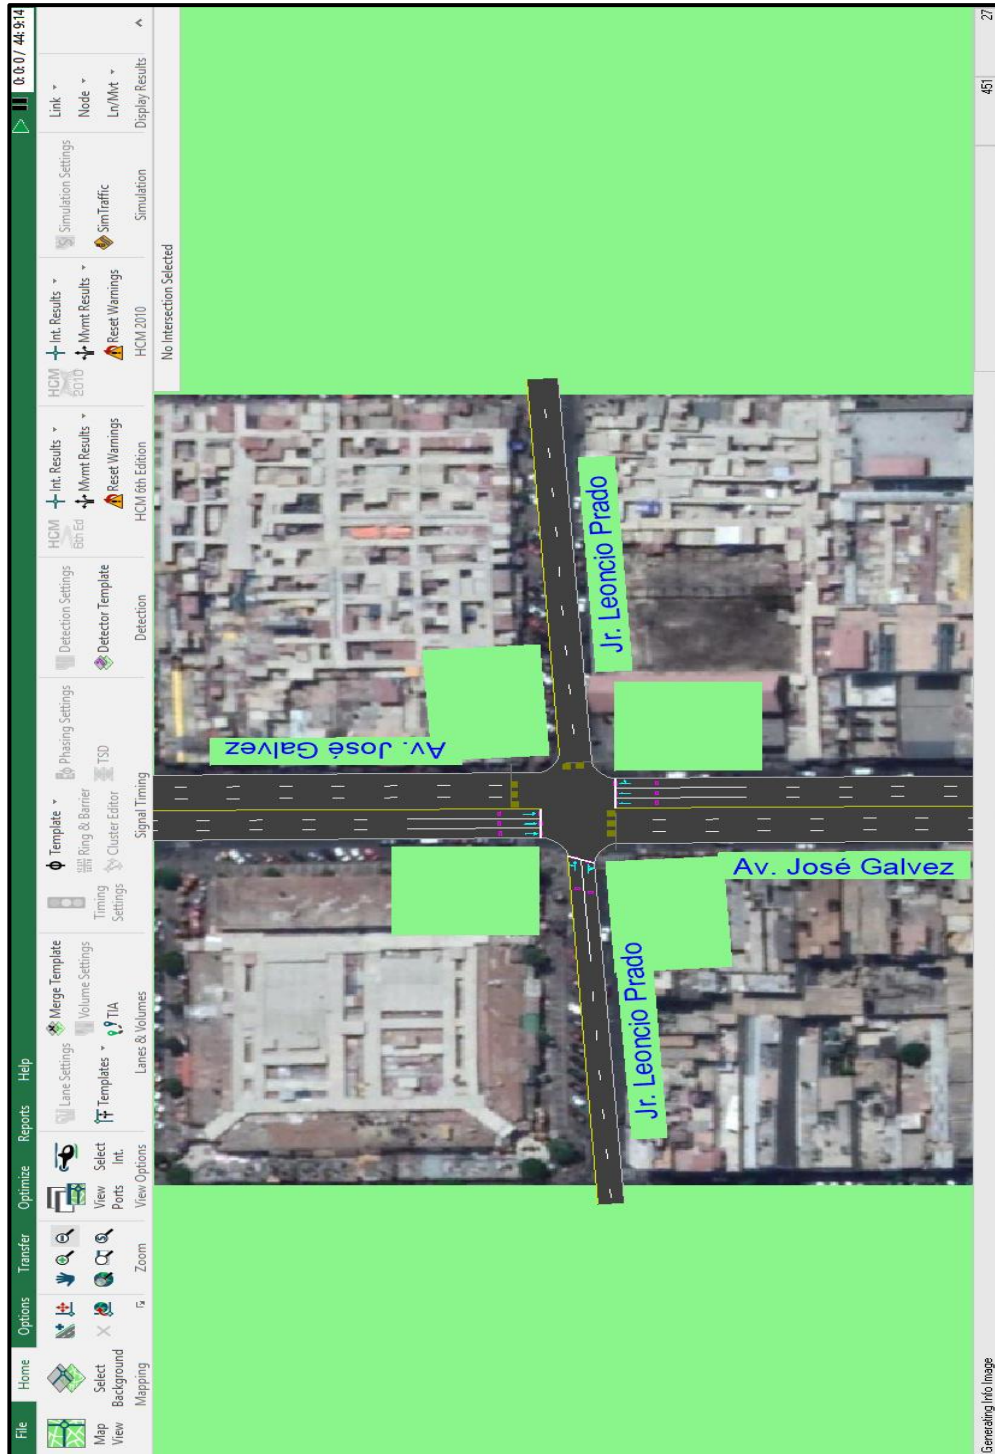 File Home Options Transfer Optimize Reports Help 0: 0: 0 / 44: 9:14
Map View
Select Background
Mapping
Zoom
View Ports
Select Int.
View Options
Lane Settings
Merge Template
Templates
Volume Settings
TIA
Lanes & Volumes
Timing Settings
Template
Ring & Barrier
Cluster Editor
Phasing Settings
TSD
Signal Timing
Detection Settings
Detector Template
Detection
HCM 6th Ed
Int. Results
Mvmt Results
Reset Warnings
HCM 6th Edition
HCM 2010
Int. Results
Mvmt Results
Reset Warnings
HCM 2010
Simulation Settings
SimTraffic
Simulation
Link
Node
Ln/Mvt
Display Results
No Intersection Selected
Av. José Galvez
Jr. Leoncio Prado
Jr. Leoncio Prado
Av. José Galvez
Generating Info Image 451 27